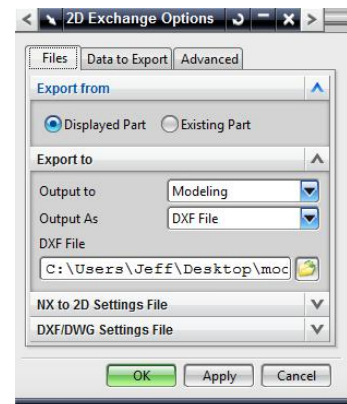 2D Exchange Options
Files Data to Export Advanced
Export from
Displayed Part Existing Part
Export to
Output to Modeling
Output As DXF File
DXF File
C:\Users\Jeff\Desktop\moc
NX to 2D Settings File
DXF/DWG Settings File
OK Apply Cancel